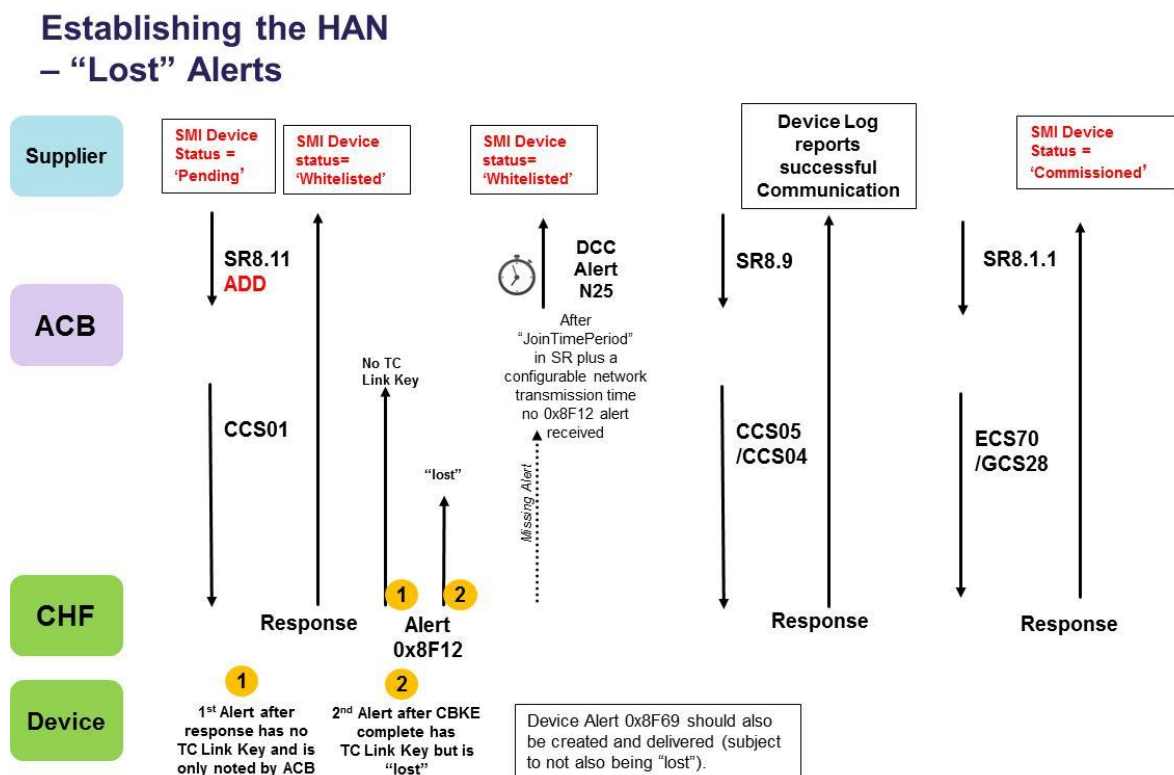 Establishing the HAN
– “Lost” Alerts
Supplier
SMI Device
Status =
‘Pending’
SMI Device
status=
‘Whitelisted’
SMI Device
status=
‘Whitelisted’
Device Log
reports
successful
Communication
SMI Device
Status =
‘Commissioned’
SR8.11
ADD
DCC
Alert
N25
SR8.9
SR8.1.1
ACB
After
“JoinTimePeriod”
in SR plus a
configurable network
transmission time
no 0x8F12 alert
received
No TC
Link Key
CCS01
“lost”
Missing Alert
CCS05
/CCS04
ECS70
/GCS28
CHF
1
2
Response
Alert
0x8F12
Response
Response
Device
1
1st Alert after
response has no
TC Link Key and is
only noted by ACB
2
2nd Alert after CBKE
complete has
TC Link Key but is
“lost”
Device Alert 0x8F69 should also
be created and delivered (subject
to not also being “lost”).